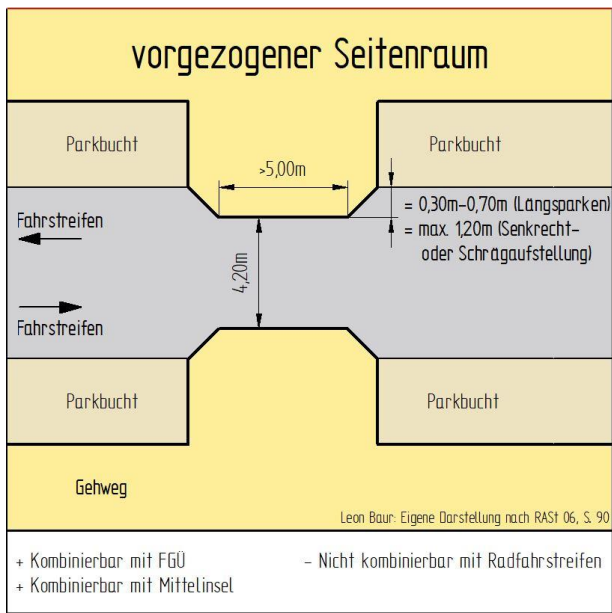 vorgezogener Seitenraum
Parkbucht
Parkbucht
>5,00m
= 0,30m-0,70m (Längsparken)
= max. 1,20m (Senkrecht-
oder Schrägaufstellung)
Fahrstreifen
4,20m
Fahrstreifen
Parkbucht
Parkbucht
Gehweg
Leon Baur: Eigene Darstellung nach RASt 06, S. 90
+ Kombinierbar mit FGÜ
- Nicht kombinierbar mit Radfahrstreifen
+ Kombinierbar mit Mittelinsel